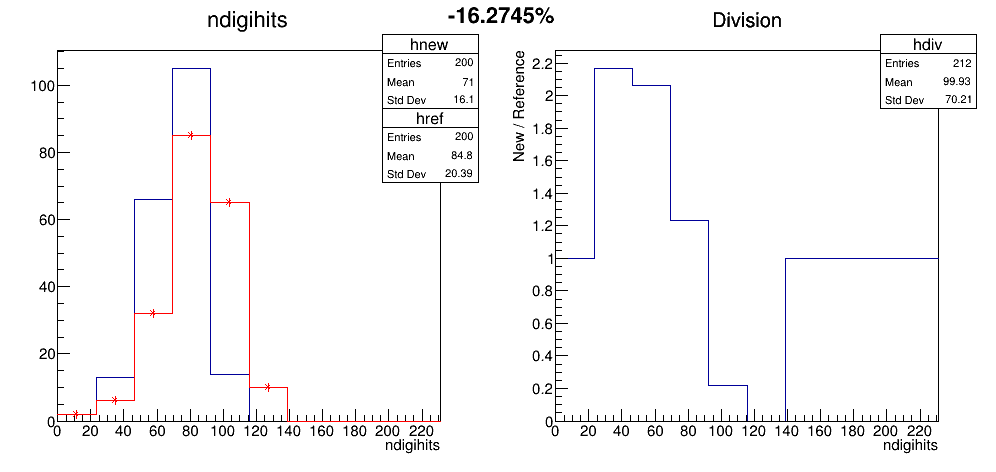 -16.2745%
ndigihits
hnew
Entries 200
Mean 71
Std Dev 16.1
href
Entries 200
Mean 84.8
Std Dev 20.39
100
80
60
40
20
0
0 20 40 60 80 100 120 140 160 180 200 220
ndigihits
Division
hdiv
Entries 212
Mean 99.93
Std Dev 70.21
New / Reference
2.2
2
1.8
1.6
1.4
1.2
1
0.8
0.6
0.4
0.2
0
0 20 40 60 80 100 120 140 160 180 200 220
ndigihits